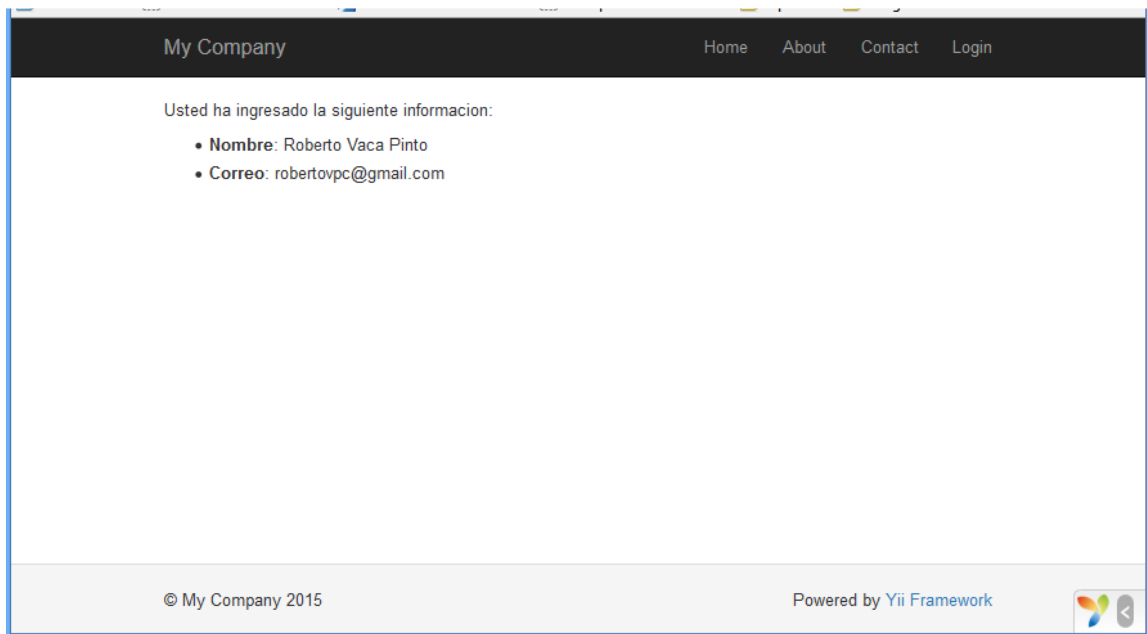 My Company Home About Contact Login
Usted ha ingresado la siguiente informacion:
• Nombre: Roberto Vaca Pinto
• Correo: robertovpc@gmail.com
© My Company 2015 Powered by Yii Framework